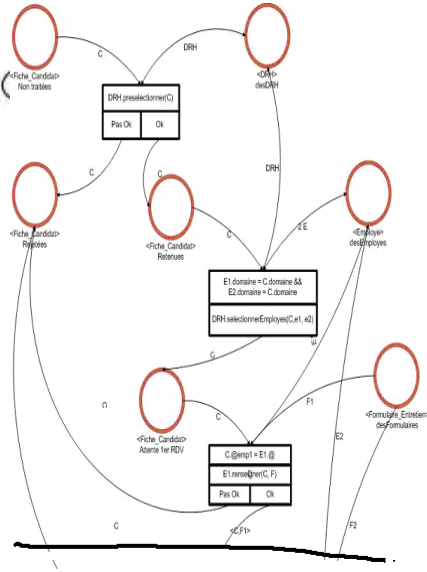 C
DRH
<Fiche_Candidat>
Non traitées
<DRH>
desDRH
DRH.preselectionner(C)
Pas Ok
Ok
C
C
DRH
<Fiche_Candidat>
Rejetées
<Fiche_Candidat>
Retenues
C
2 E
<Employe>
desEmployes
E1.domaine = C.domaine &&
E2.domaine = C.domaine
DRH.selectionnerEmployes(C,e1, e2)
C
C
C
F1
<Formulaire_Entretien>
desFormulaires
<Fiche_Candidat>
Attente 1er RDV
E2
C.@emp1 = E1.@
E1.renseigner(C, F)
Pas Ok
Ok
C
<C,F1>
F2